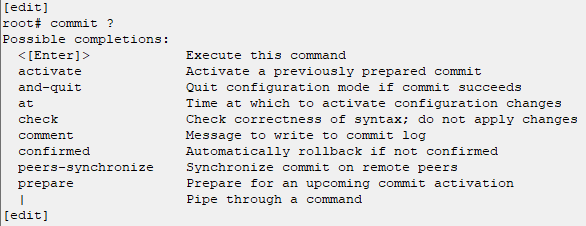 [edit]
root# commit ?
Possible completions:
  <[Enter]>            Execute this command
  activate             Activate a previously prepared commit
  and-quit             Quit configuration mode if commit succeeds
  at                   Time at which to activate configuration changes
  check                Check correctness of syntax; do not apply changes
  comment              Message to write to commit log
  confirmed            Automatically rollback if not confirmed
  peers-synchronize    Synchronize commit on remote peers
  prepare              Prepare for an upcoming commit activation
  |                    Pipe through a command
[edit]